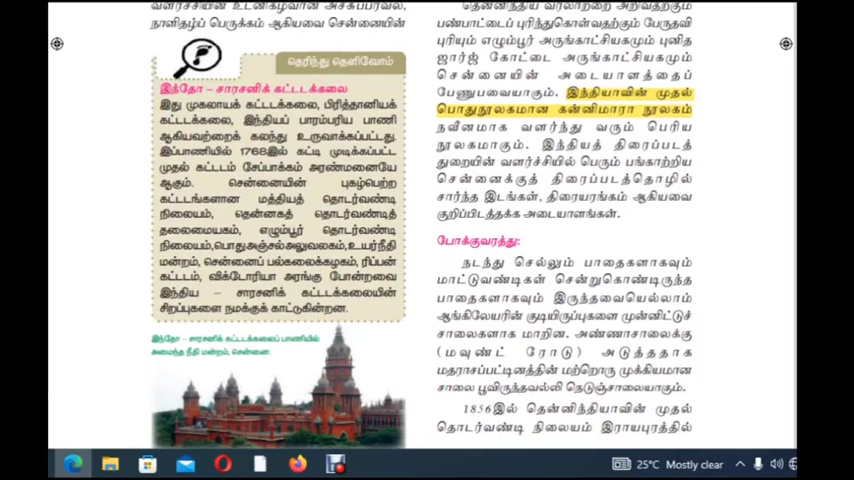 வளர்ச்சியின் உடனிகழ்வான அச்சுப்பரவல்,
நாளிதழ்ப் பெருக்கம் ஆகியவை சென்னையின்
தெரிந்து தெளிவோம்
இந்தோ – சாரசனிக் கட்டடக்கலை
இது முகலாயக் கட்டடக்கலை, பிரித்தானியக்
கட்டடக்கலை, இந்தியப் பாரம்பரிய பாணி
ஆகியவற்றைக் கலந்து உருவாக்கப்பட்டது.
இப்பாணியில் 1768இல் கட்டி முடிக்கப்பட்ட
முதல் கட்டடம் சேப்பாக்கம் அரண்மனையே
ஆகும். சென்னையின் புகழ்பெற்ற
கட்டடங்களான மத்தியத் தொடர்வண்டி
நிலையம், தென்னகத் தொடர்வண்டித்
தலைமையகம், எழும்பூர் தொடர்வண்டி
நிலையம்,பொதுஅஞ்சல்அலுவலகம்,உயர்நீதி
மன்றம், சென்னைப் பல்கலைக்கழகம், ரிப்பன்
கட்டடம், விக்டோரியா அரங்கு போன்றவை
இந்திய – சாரசனிக் கட்டடக்கலையின்
சிறப்புகளை நமக்குக் காட்டுகின்றன.
இந்தோ – சாரசனிக் கட்டடக்கலைப் பாணியில்
அமைந்த நீதி மன்றம், சென்னை.
தென்னிந்திய வரலாற்றை அறிவதற்கும்
பண்பாட்டைப் புரிந்துகொள்வதற்கும் பேருதவி
புரியும் எழும்பூர் அருங்காட்சியகமும் புனித
ஜார்ஜ் கோட்டை அருங்காட்சியகமும்
சென்னையின் அடையாளத்தைப்
பேணுபவையாகும். இந்தியாவின் முதல்
பொதுநூலகமான கன்னிமாரா நூலகம்
நவீனமாக வளர்ந்து வரும் பெரிய
நூலகமாகும். இந்தியத் திரைப்படத்
துறையின் வளர்ச்சியில் பெரும் பங்காற்றிய
சென்னைக்குத் திரைப்படத்தொழில்
சார்ந்த இடங்கள், திரையரங்கம் ஆகியவை
குறிப்பிடத்தக்க அடையாளங்கள்.
போக்குவரத்து:
நடந்து செல்லும் பாதைகளாகவும்
மாட்டுவண்டிகள் சென்றுகொண்டிருந்த
பாதைகளாகவும் இருந்தவையெல்லாம்
ஆங்கிலேயரின் குடியிருப்புகளை முன்னிட்டுச்
சாலைகளாக மாறின. அண்ணாசாலைக்கு
(மவுண்ட் ரோடு) அடுத்ததாக
மதராசப்பட்டினத்தின் மற்றொரு முக்கியமான
சாலை பூவிருந்தவல்லி நெடுஞ்சாலையாகும்.
1856இல் தென்னிந்தியாவின் முதல்
தொடர்வண்டி நிலையம் இராயபுரத்தில்
25°C Mostly clear